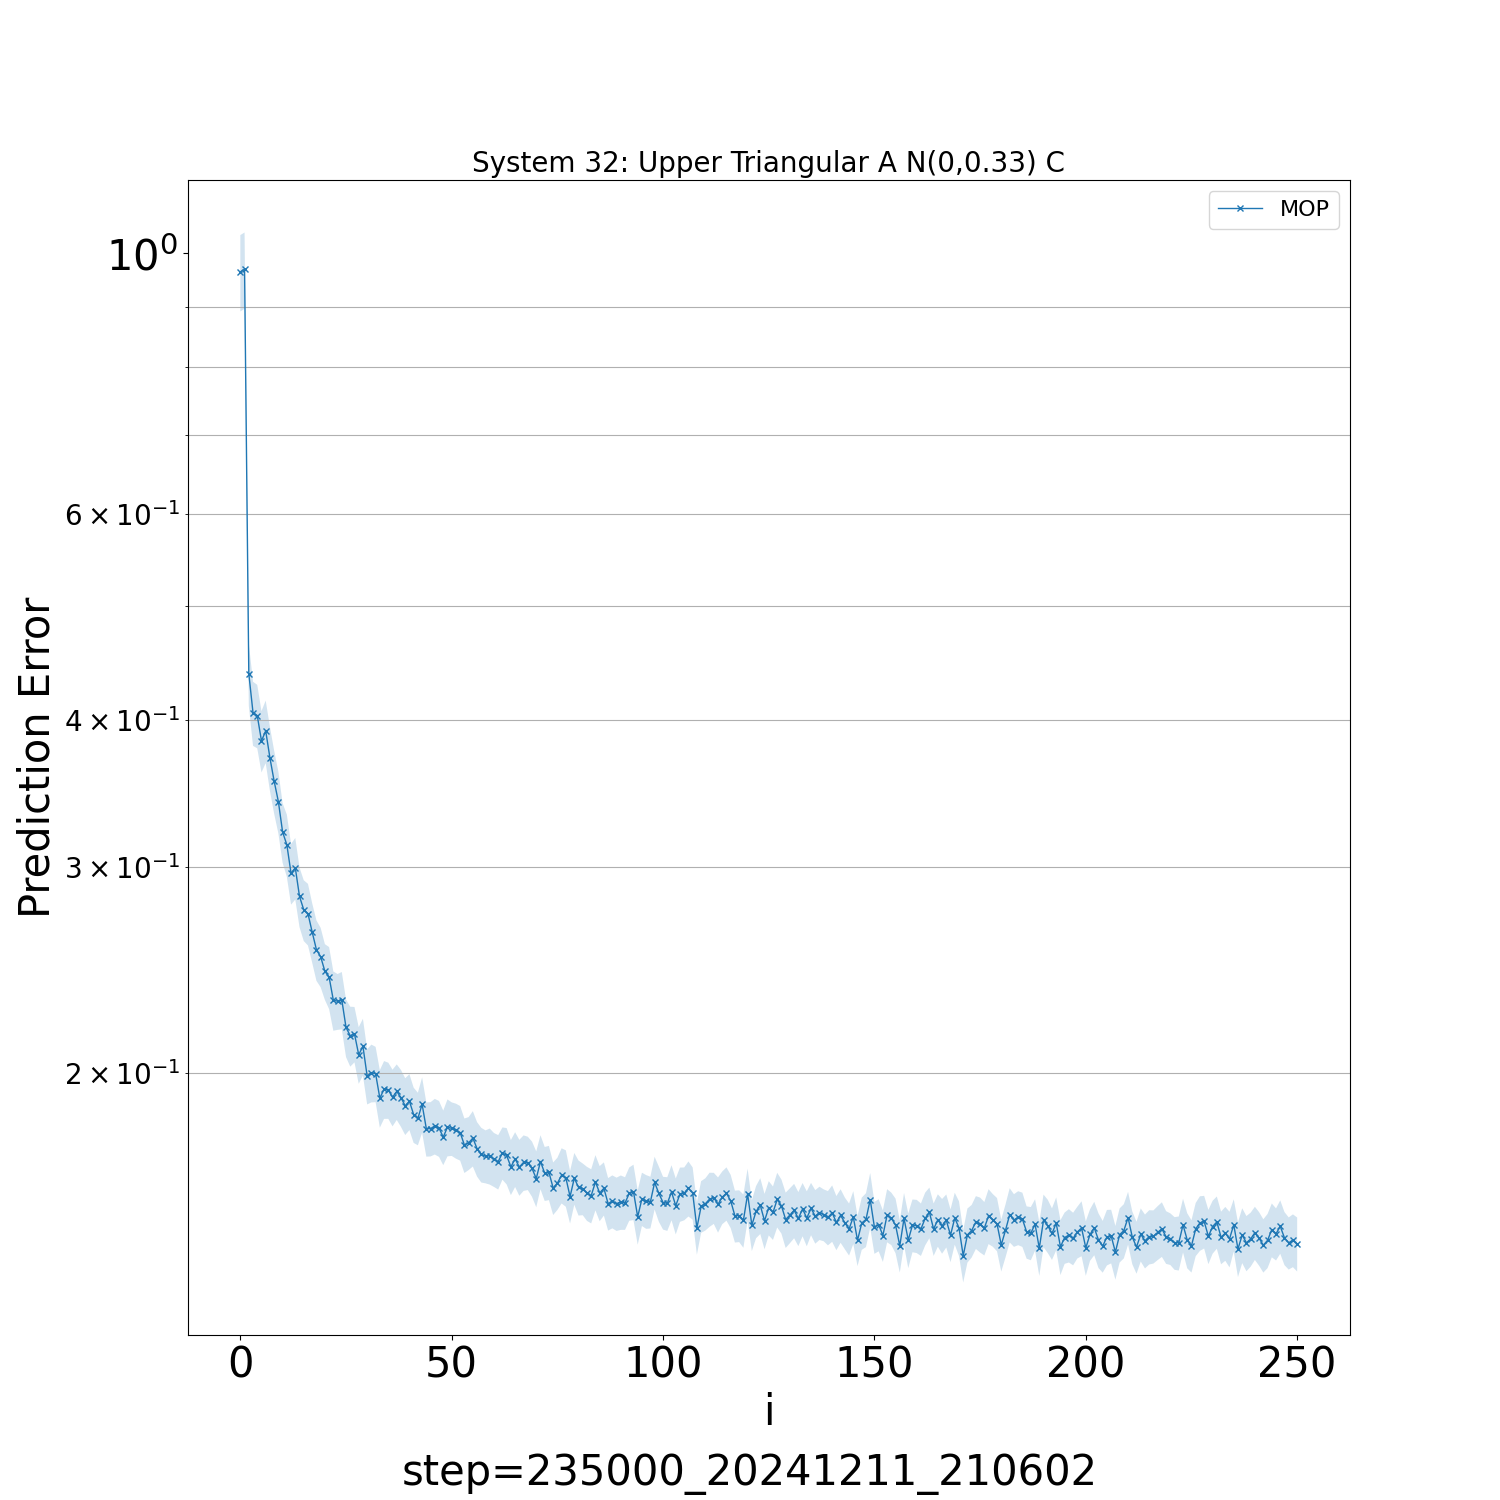 System 32: Upper Triangular A N(0,0.33) C
MOP
10⁰
6 × 10⁻¹
4 × 10⁻¹
3 × 10⁻¹
2 × 10⁻¹
Prediction Error
0 50 100 150 200 250
i
step=235000_20241211_210602